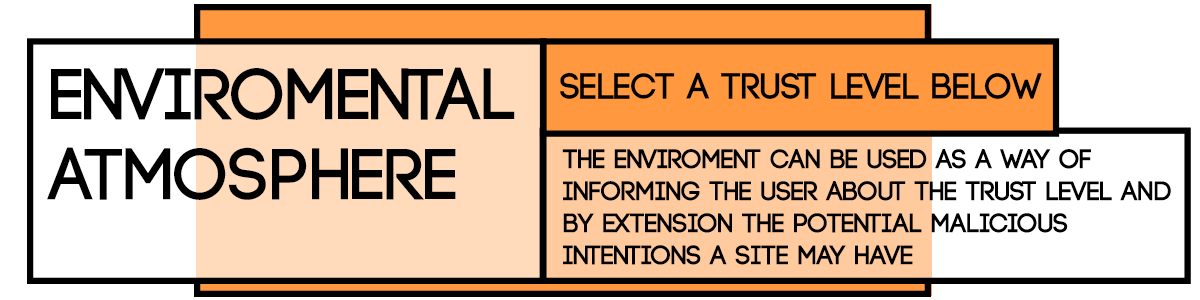 ENVIROMENTAL
ATMOSPHERE
SELECT A TRUST LEVEL BELOW
THE ENVIROMENT CAN BE USED AS A WAY OF
INFORMING THE USER ABOUT THE TRUST LEVEL AND
BY EXTENSION THE POTENTIAL MALICIOUS
INTENTIONS A SITE MAY HAVE